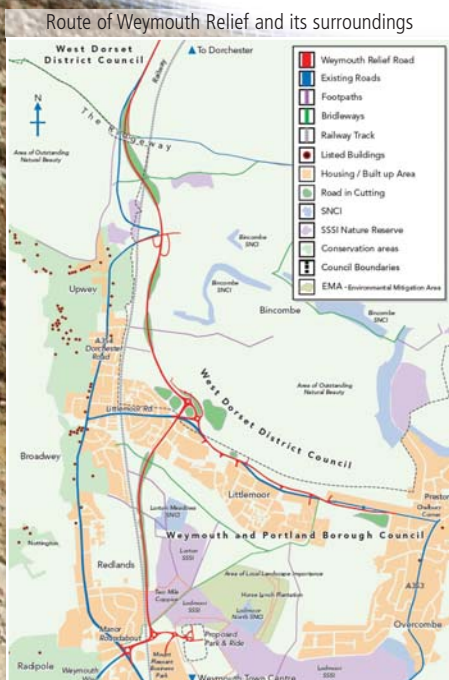 Route of Weymouth Relief and its surroundings
West Dorset
District Council
To Dorchester
Railway
N
The Ridgeway
Area of Outstanding
Natural Beauty
Weymouth Relief Road
Existing Roads
Footpaths
Bridleways
Railway Track
Listed Buildings
Housing / Built up Area
Road in Cutting
SNCI
SSSI Nature Reserve
Conservation areas
Council Boundaries
EMA - Environmental Mitigation Area
Bincombe
SNCI
Bincombe
SNCI
Bincombe
Bincombe
SNCI
Upwey
A354
Dorchester
Road
Area of Outstanding
Natural Beauty
West Dorset District Council
Littlemoor Rd
Broadwey
Littlemoor
Preston
Chalbury
Corner
Lorton Meadows
SNCI
Weymouth and Portland Borough Council
Nottington
Lorton
SSSI
Redlands
Area of Local Landscape Importance
Two Mile
Coppice
Horse Lynch Plantation
A353
Lodmoor
SSSI
Lodmoor
North SNCI
Overcombe
Manor
Roundabout
Proposed
Park & Ride
Radipole
Weymouth
Mount
Pleasant
Business
Park
Lodmoor
SSSI
Weymouth Town Centre